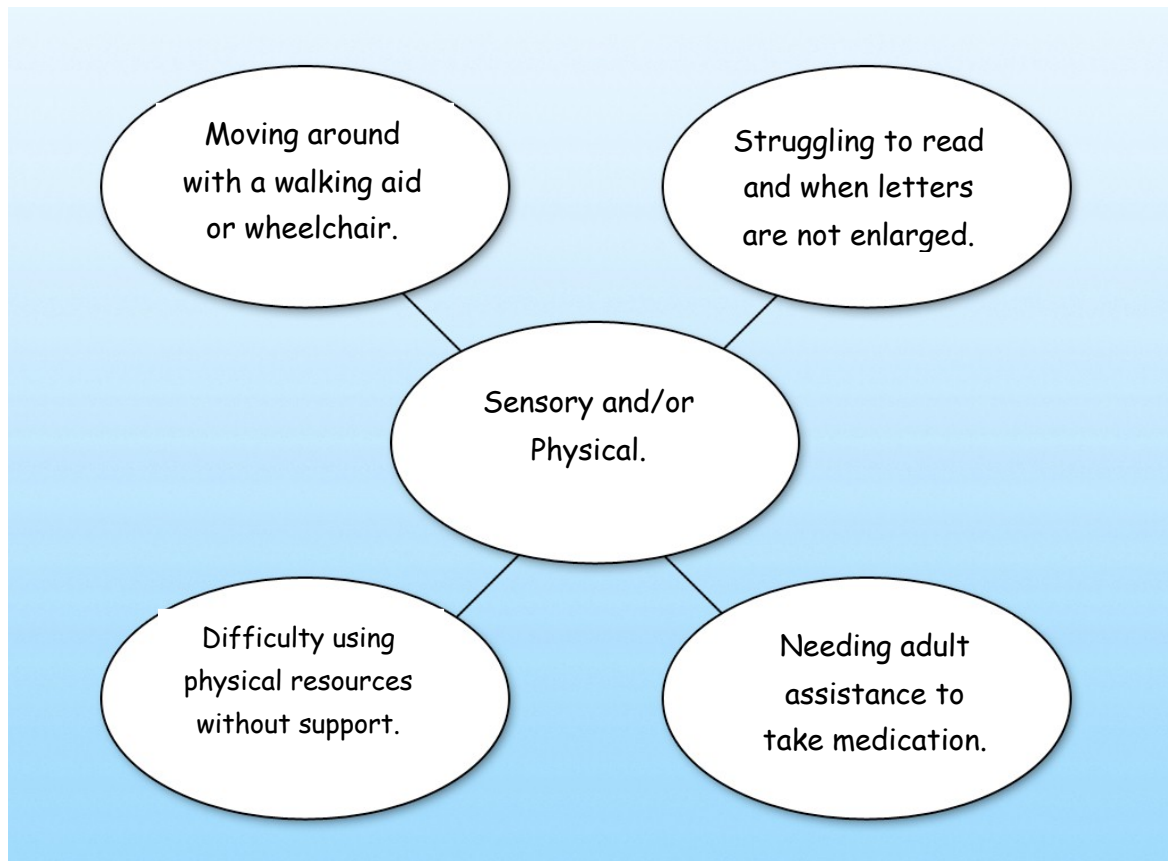 Moving around
with a walking aid
or wheelchair.
Struggling to read
and when letters
are not enlarged.
Sensory and/or
Physical.
Difficulty using
physical resources
without support.
Needing adult
assistance to
take medication.